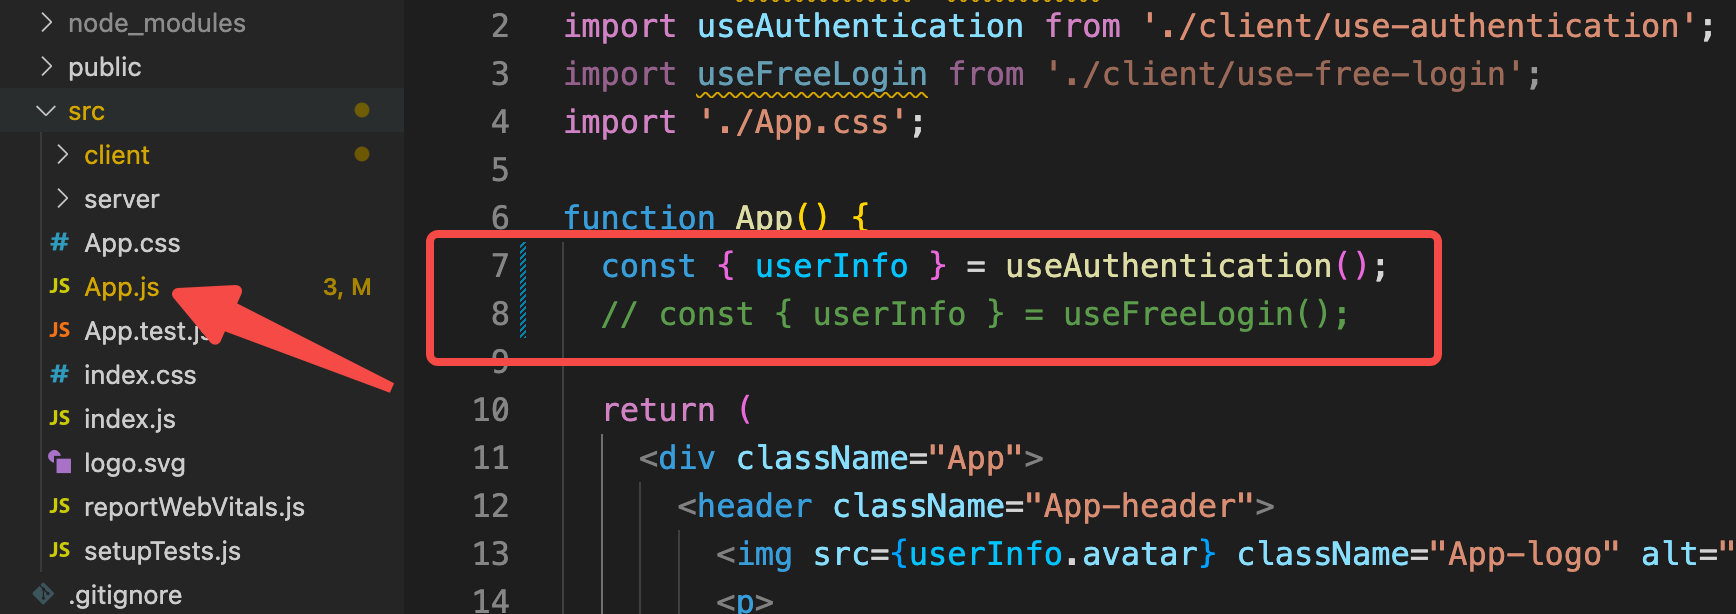 node_modules
public
src
client
server
# App.css
JS App.js 3, M
JS App.test.js
# index.css
JS index.js
logo.svg
JS reportWebVitals.js
JS setupTests.js
.gitignore
2 import useAuthentication from './client/use-authentication';
3 import useFreeLogin from './client/use-free-login';
4 import './App.css';
5
6 function App() {
7 const { userInfo } = useAuthentication();
8 // const { userInfo } = useFreeLogin();
9
10 return (
11 <div className="App">
12 <header className="App-header">
13 <img src={userInfo.avatar} className="App-logo" alt="
14 <p>